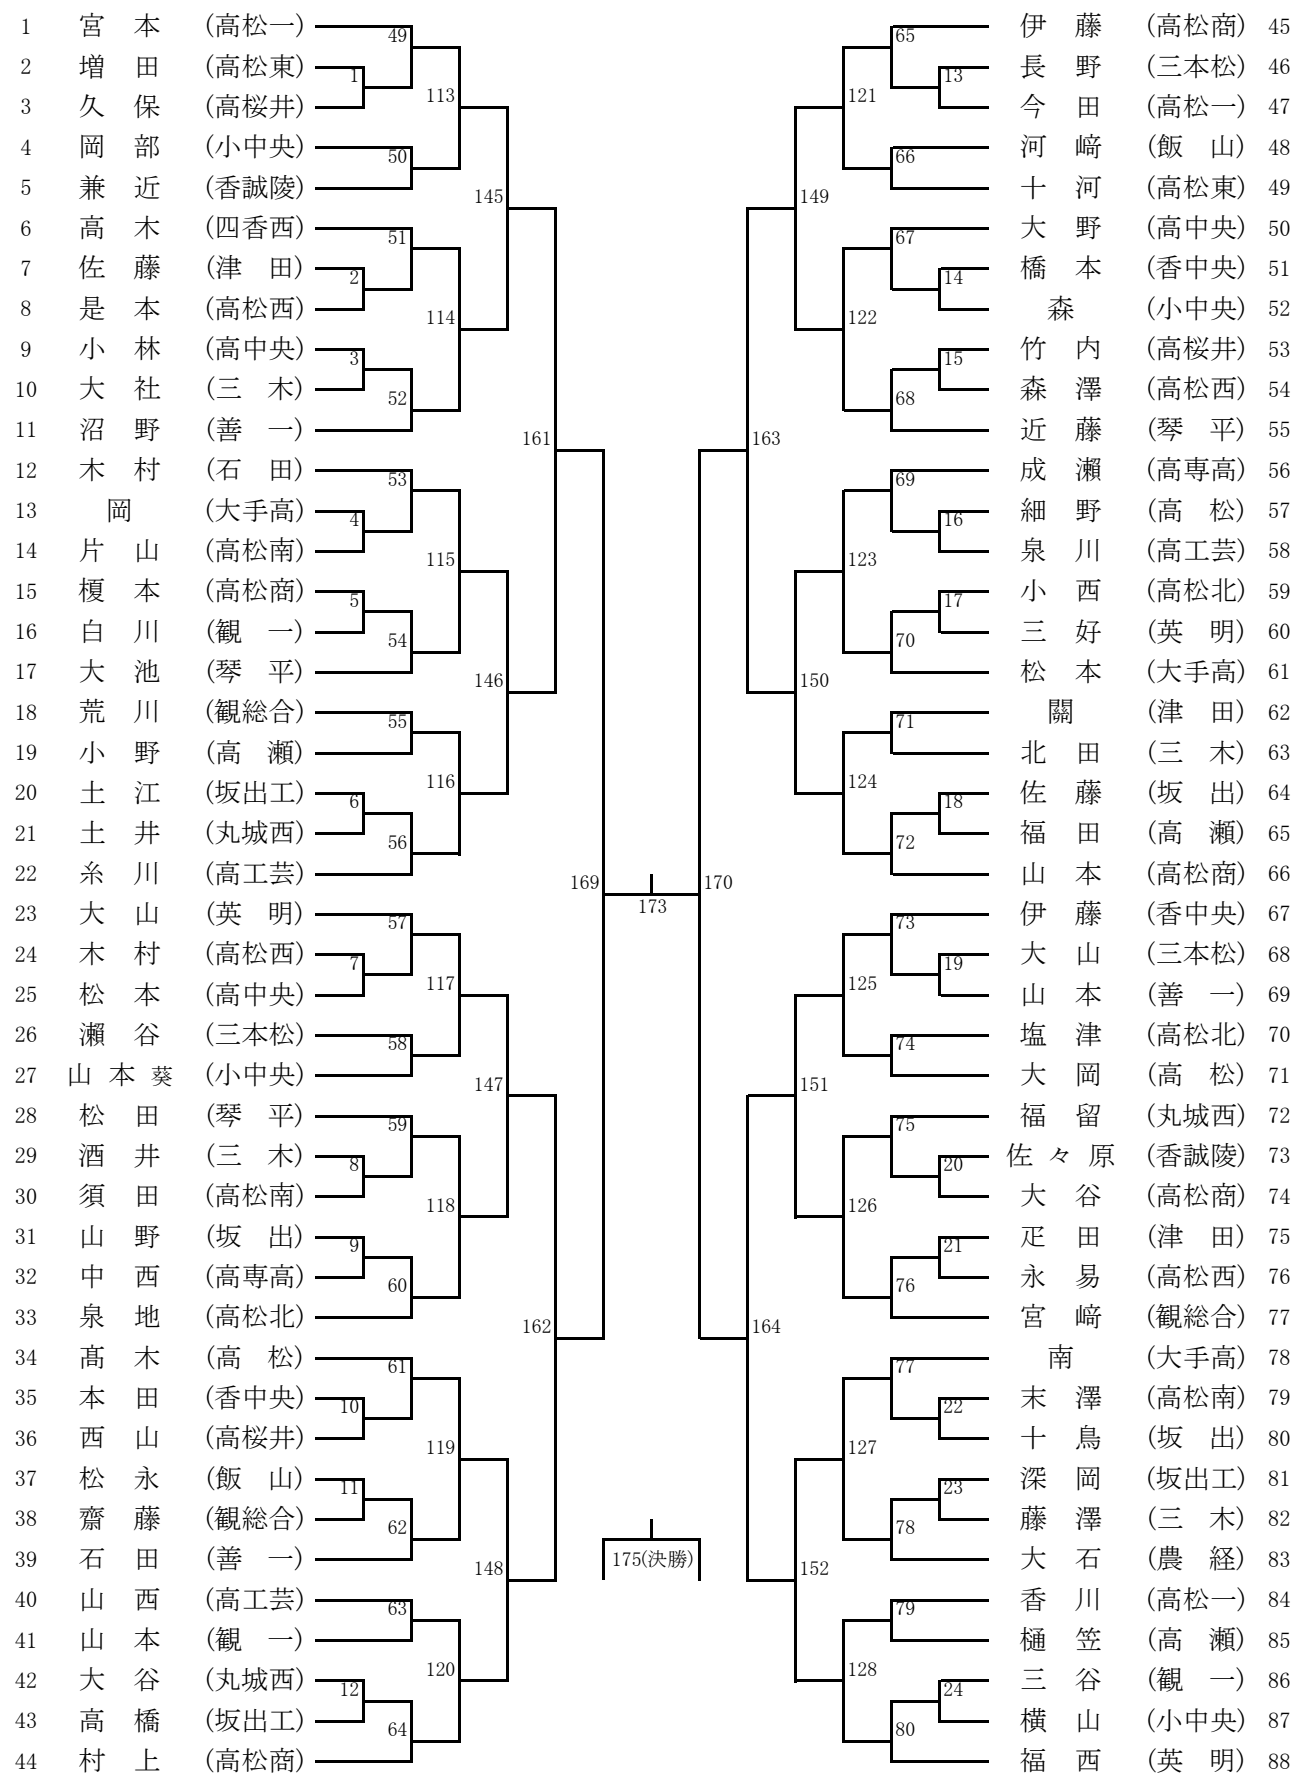 1 宮 本 (高松一) 49 65 伊 藤 (高松商) 45
2 増 田 (高松東) 1 13 長 野 (三本松) 46
113 121
3 久 保 (高桜井) 今 田 (高松一) 47
4 岡 部 (小中央) 50 66 河 﨑 (飯 山) 48
5 兼 近 (香誠陵) 145 149 十 河 (高松東) 49
6 高 木 (四香西) 51 67 大 野 (高中央) 50
7 佐 藤 (津 田) 2 14 橋 本 (香中央) 51
8 是 本 (高松西) 114 122 森 (小中央) 52
9 小 林 (高中央) 3 15 竹 内 (高桜井) 53
10 大 社 (三 木) 52 68 森 澤 (高松西) 54
11 沼 野 (善 一) 161 163 近 藤 (琴 平) 55
12 木 村 (石 田) 53 69 成 瀬 (高専高) 56
13 岡 (大手高) 4 16 細 野 (高 松) 57
14 片 山 (高松南) 115 123 泉 川 (高工芸) 58
15 榎 本 (高松商) 5 17 小 西 (高松北) 59
16 白 川 (観 一) 54 70 三 好 (英 明) 60
17 大 池 (琴 平) 146 150 松 本 (大手高) 61
18 荒 川 (観総合) 55 71 關 (津 田) 62
19 小 野 (高 瀬) 北 田 (三 木) 63
116 124
20 土 江 (坂出工) 6 18 佐 藤 (坂 出) 64
21 土 井 (丸城西) 56 72 福 田 (高 瀬) 65
22 糸 川 (高工芸) 169 170 山 本 (高松商) 66
173
23 大 山 (英 明) 57 73 伊 藤 (香中央) 67
24 木 村 (高松西) 7 19 大 山 (三本松) 68
25 松 本 (高中央) 117 125 山 本 (善 一) 69
26 瀬 谷 (三本松) 58 74 塩 津 (高松北) 70
27 山 本 葵 (小中央) 147 151 大 岡 (高 松) 71
28 松 田 (琴 平) 59 75 福 留 (丸城西) 72
29 酒 井 (三 木) 8 20 佐 々 原 (香誠陵) 73
30 須 田 (高松南) 118 126 大 谷 (高松商) 74
31 山 野 (坂 出) 9 21 疋 田 (津 田) 75
32 中 西 (高専高) 60 76 永 易 (高松西) 76
33 泉 地 (高松北) 162 164 宮 﨑 (観総合) 77
34 髙 木 (高 松) 61 77 南 (大手高) 78
35 本 田 (香中央) 10 22 末 澤 (高松南) 79
36 西 山 (高桜井) 119 127 十 鳥 (坂 出) 80
37 松 永 (飯 山) 11 23 深 岡 (坂出工) 81
38 齋 藤 (観総合) 62 78 藤 澤 (三 木) 82
39 石 田 (善 一) 148 175(決勝) 152 大 石 (農 経) 83
40 山 西 (高工芸) 63 79 香 川 (高松一) 84
41 山 本 (観 一) 樋 笠 (高 瀬) 85
120 128
42 大 谷 (丸城西) 12 24 三 谷 (観 一) 86
43 高 橋 (坂出工) 64 80 横 山 (小中央) 87
44 村 上 (高松商) 福 西 (英 明) 88